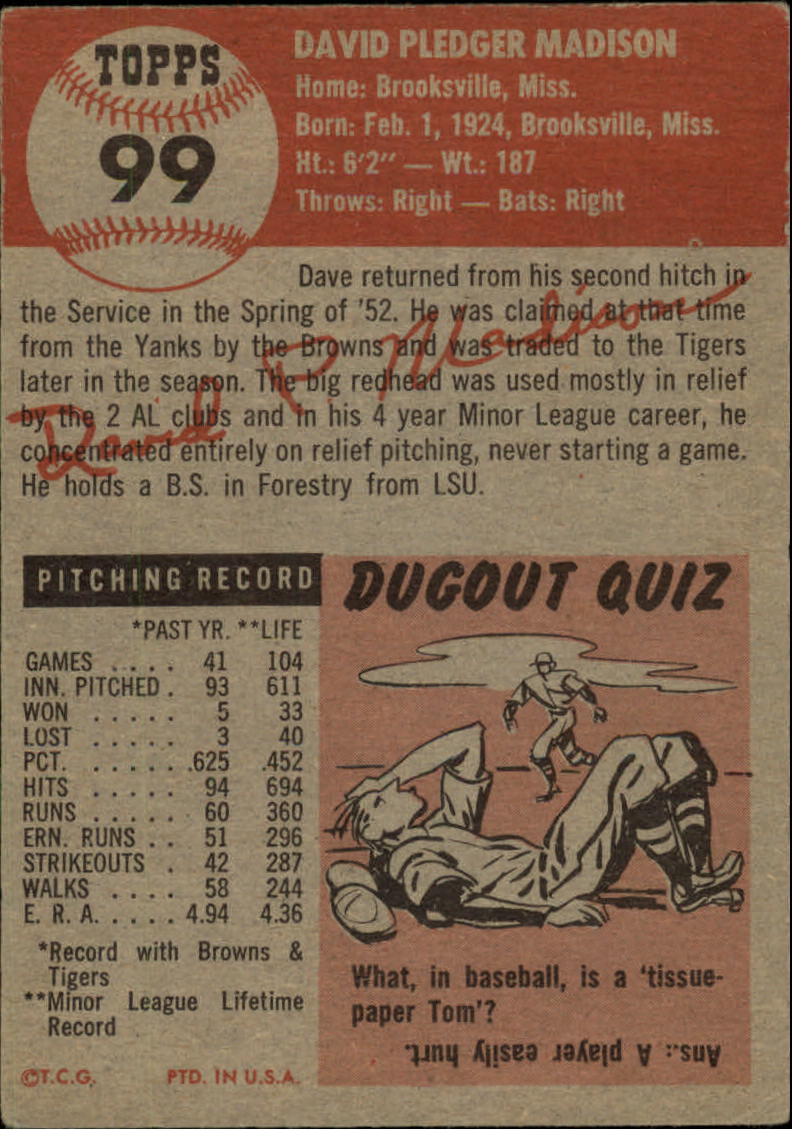 TOPPS
99
DAVID PLEDGER MADISON
Home: Brooksville, Miss.
Born: Feb. 1, 1924, Brooksville, Miss.
Ht.: 6'2" — Wt.: 187
Throws: Right — Bats: Right
Dave returned from his second hitch in
the Service in the Spring of '52. He was claimed at that time
from the Yanks by the Browns and was traded to the Tigers
later in the season. The big redhead was used mostly in relief
by the 2 AL clubs and in his 4 year Minor League career, he
concentrated entirely on relief pitching, never starting a game.
He holds a B.S. in Forestry from LSU.
David P. Madison
PITCHING RECORD
*PAST YR. **LIFE
GAMES .... 41 104
INN. PITCHED . 93 611
WON ..... 5 33
LOST ..... 3 40
PCT. ...... .625 .452
HITS ..... 94 694
RUNS ..... 60 360
ERN. RUNS .. 51 296
STRIKEOUTS . 42 287
WALKS .... 58 244
E. R. A. ..... 4.94 4.36
*Record with Browns &
Tigers
**Minor League Lifetime
Record
©T.C.G. PTD. IN U.S.A.
DUGOUT QUIZ
What, in baseball, is a 'tissue-
paper Tom'?
Ans.: A player easily hurt.